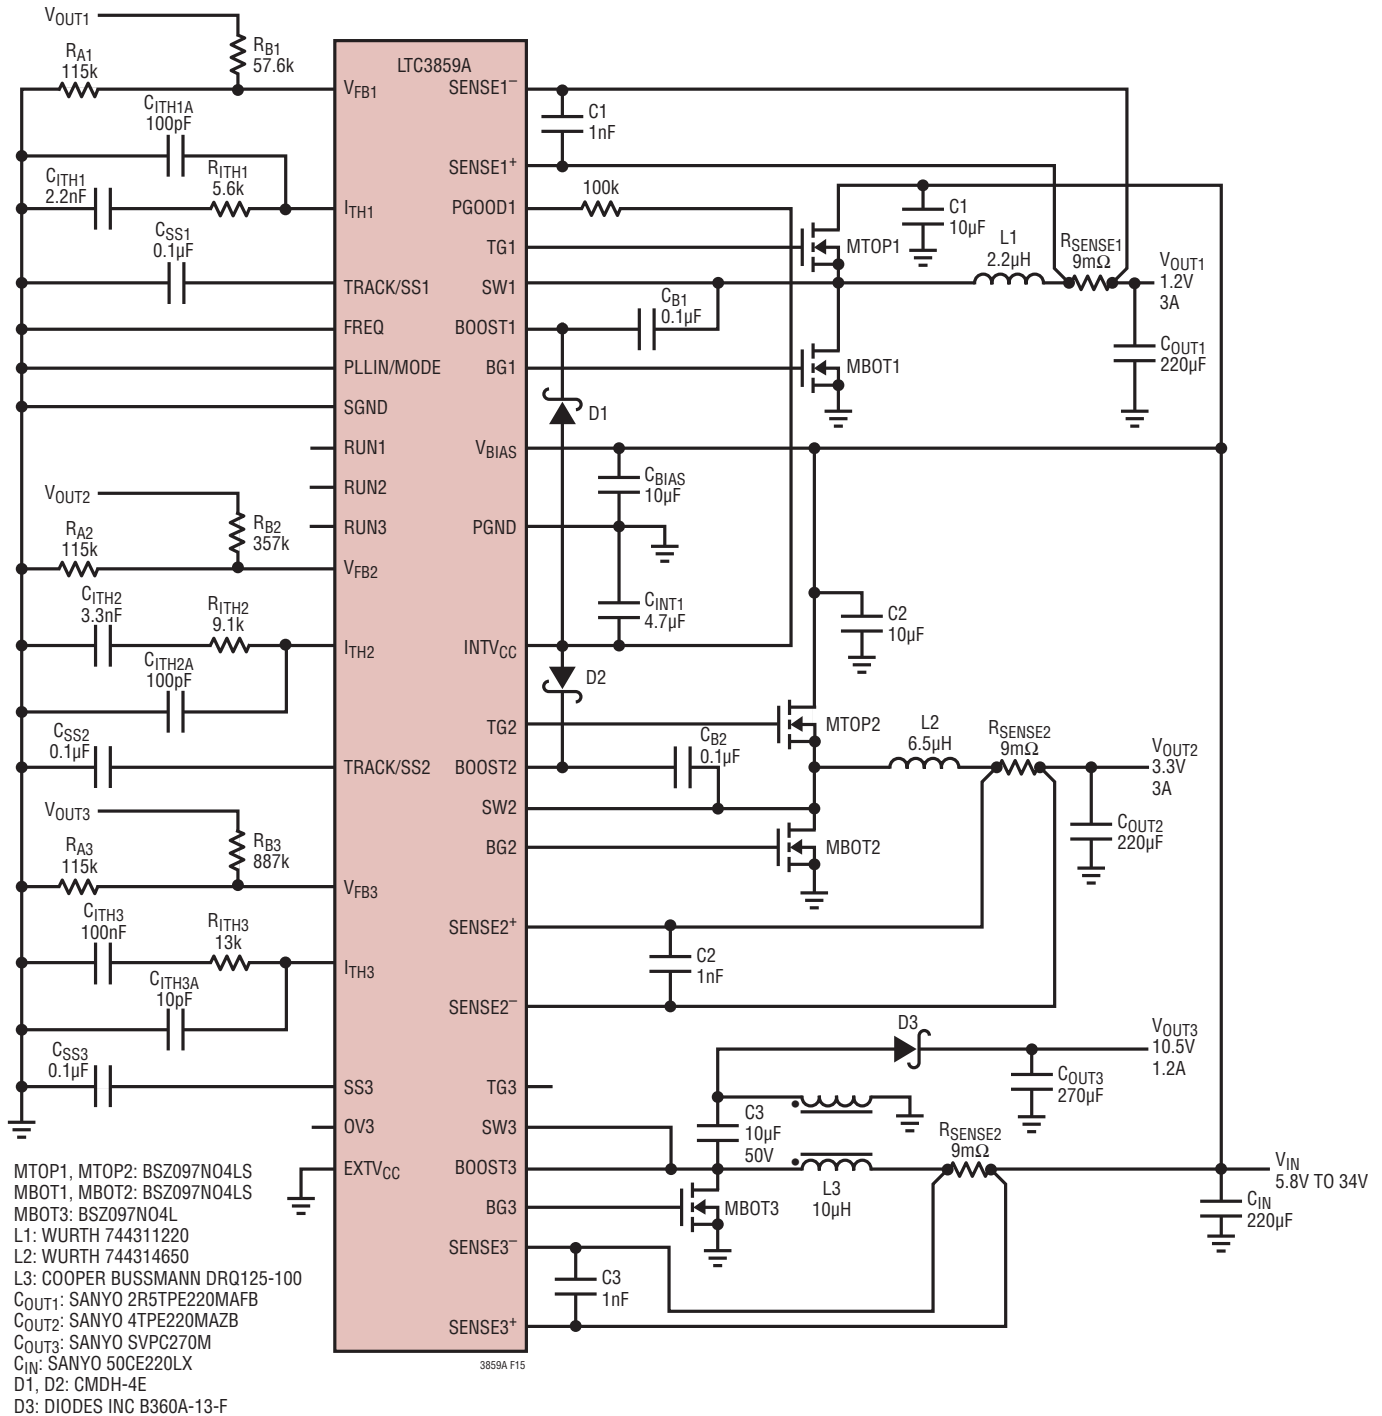 VOUT1
RA1
115k
RB1
57.6k
CITH1A
100pF
CITH1
2.2nF
RITH1
5.6k
CSS1
0.1µF
VOUT2
RA2
115k
RB2
357k
CITH2
3.3nF
RITH2
9.1k
CITH2A
100pF
CSS2
0.1µF
VOUT3
RA3
115k
RB3
887k
CITH3
100nF
RITH3
13k
CITH3A
10pF
CSS3
0.1µF
LTC3859A
VFB1
ITH1
TRACK/SS1
FREQ
PLLIN/MODE
SGND
RUN1
RUN2
RUN3
VFB2
ITH2
TRACK/SS2
VFB3
ITH3
SS3
OV3
EXTVCC
SENSE1–
SENSE1+
PGOOD1
TG1
SW1
BOOST1
BG1
VBIAS
PGND
INTVCC
TG2
BOOST2
SW2
BG2
SENSE2+
SENSE2–
TG3
SW3
BOOST3
BG3
SENSE3–
SENSE3+
C1
1nF
100k
MTOP1
C1
10µF
L1
2.2µH
RSENSE1
9mΩ
VOUT1
1.2V
3A
CB1
0.1µF
MBOT1
COUT1
220µF
D1
CBIAS
10µF
CINT1
4.7µF
C2
10µF
D2
MTOP2
L2
6.5µH
RSENSE2
9mΩ
VOUT2
3.3V
3A
CB2
0.1µF
MBOT2
COUT2
220µF
C2
1nF
D3
VOUT3
10.5V
1.2A
COUT3
270µF
C3
10µF
50V
RSENSE2
9mΩ
L3
10µH
MBOT3
VIN
5.8V TO 34V
CIN
220µF
C3
1nF
MTOP1, MTOP2: BSZ097NO4LS
MBOT1, MBOT2: BSZ097NO4LS
MBOT3: BSZ097NO4L
L1: WURTH 744311220
L2: WURTH 744314650
L3: COOPER BUSSMANN DRQ125-100
COUT1: SANYO 2R5TPE220MAFB
COUT2: SANYO 4TPE220MAZB
COUT3: SANYO SVPC270M
CIN: SANYO 50CE220LX
D1, D2: CMDH-4E
D3: DIODES INC B360A-13-F
3859A F15